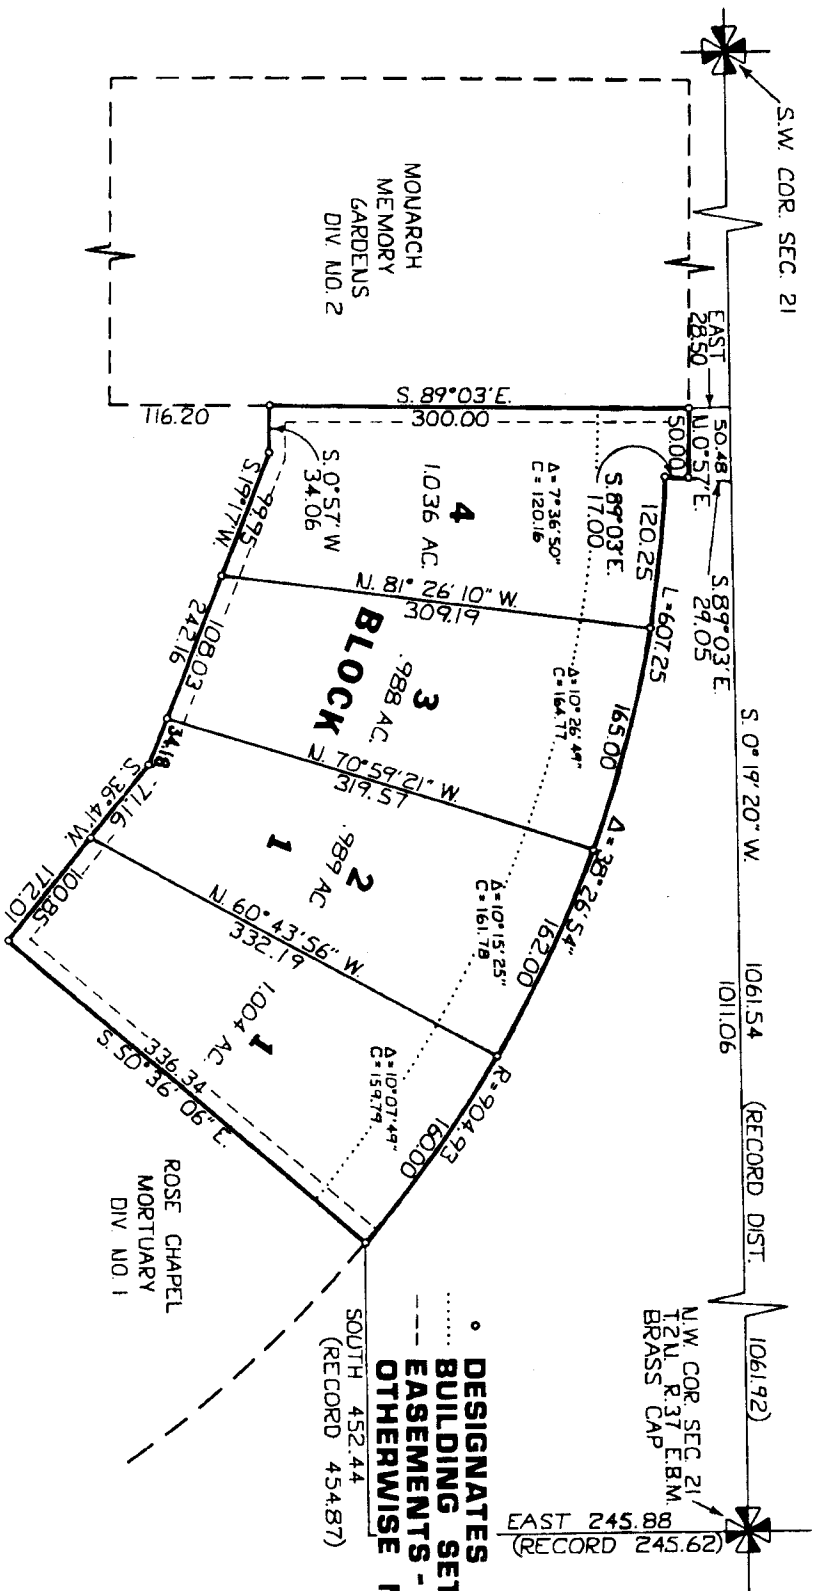 S.W. COR. SEC. 21
EAST
28.50
50.48
N. 0°57'E.
50.00
S. 89°03'E.
29.05
S. 0°19'20" W.
1061.54
1011.06
(RECORD DIST.
1061.92)
N.W. COR. SEC. 21
T.2N. R.37 E.B.M.
BRASS CAP
EAST 245.88
(RECORD 245.62)
SOUTH 452.44
(RECORD 454.87)
MONARCH
MEMORY
GARDENS
DIV. NO. 2
S. 89°03'E.
300.00
116.20
S. 0°57'W
34.06
S. 89°03'E.
17.00
120.25
L=607.25
165.00
Δ=38°26'54"
162.00
R=904.93
160.00
Δ=7°36'50"
C=120.16
Δ=10°26'49"
C=164.77
Δ=10°15'25"
C=161.78
Δ=10°07'49"
C=159.79
4
1.036 AC.
N. 81°26'10" W.
309.19
3
.988 AC.
BLOCK
1
N. 70°59'21" W.
319.57
2
.989 AC
N. 60°43'56" W.
332.19
1
1.004 AC.
99.95
S. 19°17'W.
108.03
242.16
34.18
71.16
S. 36°41'W.
100.85
172.01
336.34
S. 50°36'06"E.
ROSE CHAPEL
MORTUARY
DIV. NO. 1
DESIGNATES
BUILDING
EASEMENTS -
OTHERWISE